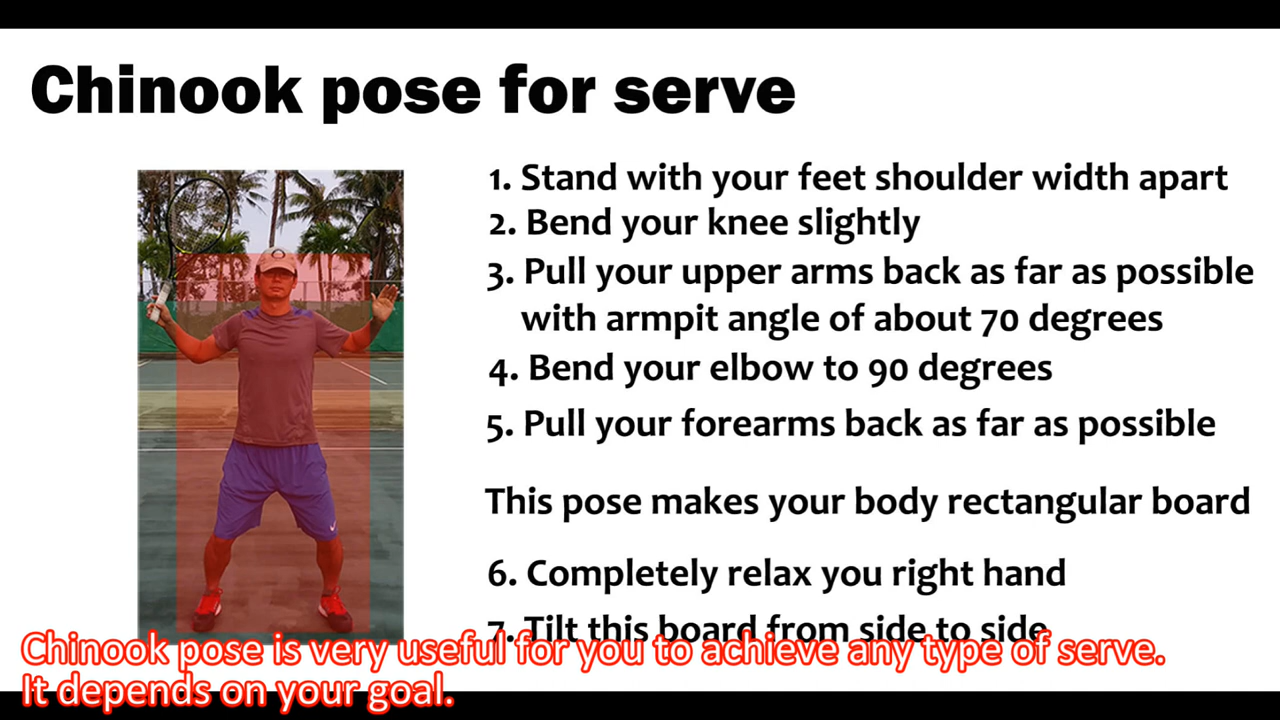 Chinook pose for serve
1. Stand with your feet shoulder width apart
2. Bend your knee slightly
3. Pull your upper arms back as far as possible
with armpit angle of about 70 degrees
4. Bend your elbow to 90 degrees
5. Pull your forearms back as far as possible
This pose makes your body rectangular board
6. Completely relax you right hand
7. Tilt this board from side to side
Chinook pose is very useful for you to achieve any type of serve.
It depends on your goal.